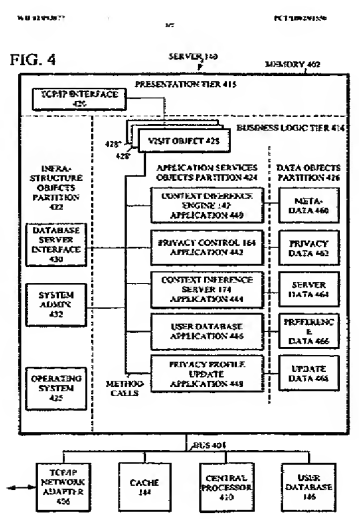 FIG. 4
SERVER 140
MEMORY 402
PRESENTATION TIER 415
TCP/IP INTERFACE
420
BUSINESS LOGIC TIER 414
VISIT OBJECT 428
428'
428"
INFRA-
STRUCTURE
OBJECTS
PARTITION
422
APPLICATION SERVICES
OBJECTS PARTITION 424
DATA OBJECTS
PARTITION 426
CONTEXT INFERENCE
ENGINE 142
APPLICATION 440
META-
DATA 460
DATABASE
SERVER
INTERFACE
430
PRIVACY CONTROL 164
APPLICATION 442
PRIVACY
DATA 462
SYSTEM
ADMIN.
432
CONTEXT INFERENCE
SERVER 174
APPLICATION 444
SERVER
DATA 464
USER DATABASE
APPLICATION 446
PREFERENC
E DATA 466
OPERATING
SYSTEM
425
METHOD
CALLS
PRIVACY PROFILE
UPDATE
APPLICATION 448
UPDATE
DATA 468
BUS 404
TCP/IP
NETWORK
ADAPTER
406
CACHE
144
CENTRAL
PROCESSOR
410
USER
DATABASE
146